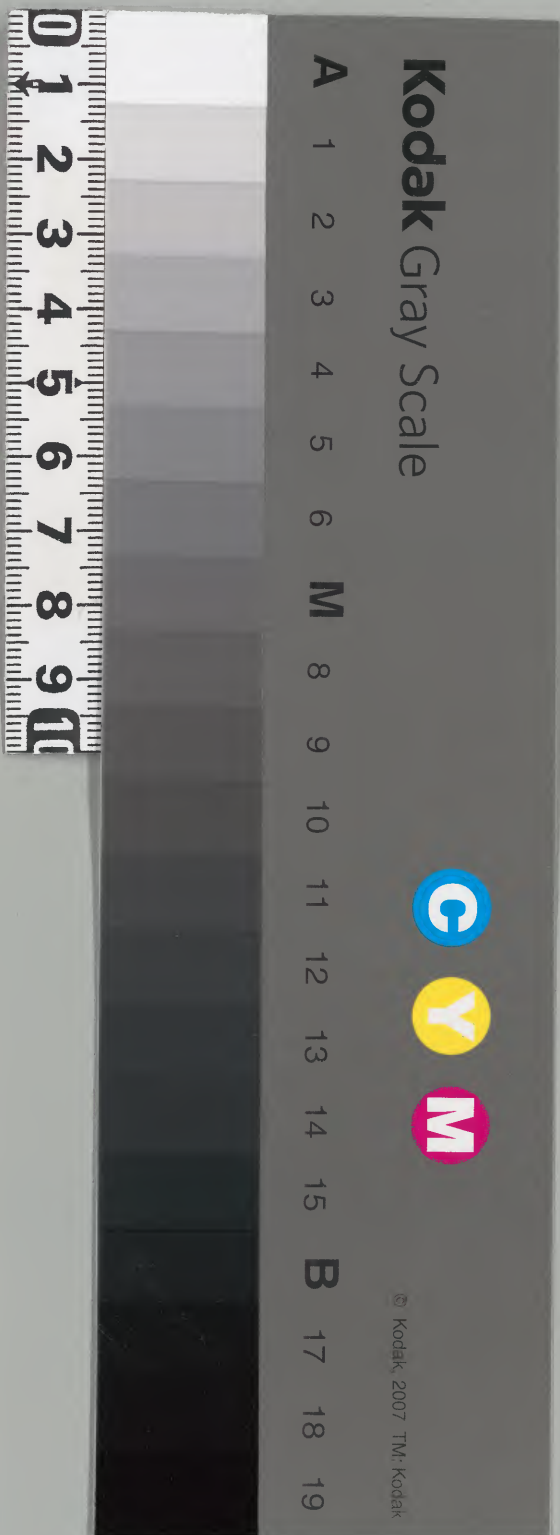 Kodak Gray Scale
C Y M
© Kodak, 2007 TM: Kodak
A 1 2 3 4 5 6 M 8 9 10 11 12 13 14 15 B 17 18 19
0 1 2 3 4 5 6 7 8 9 10